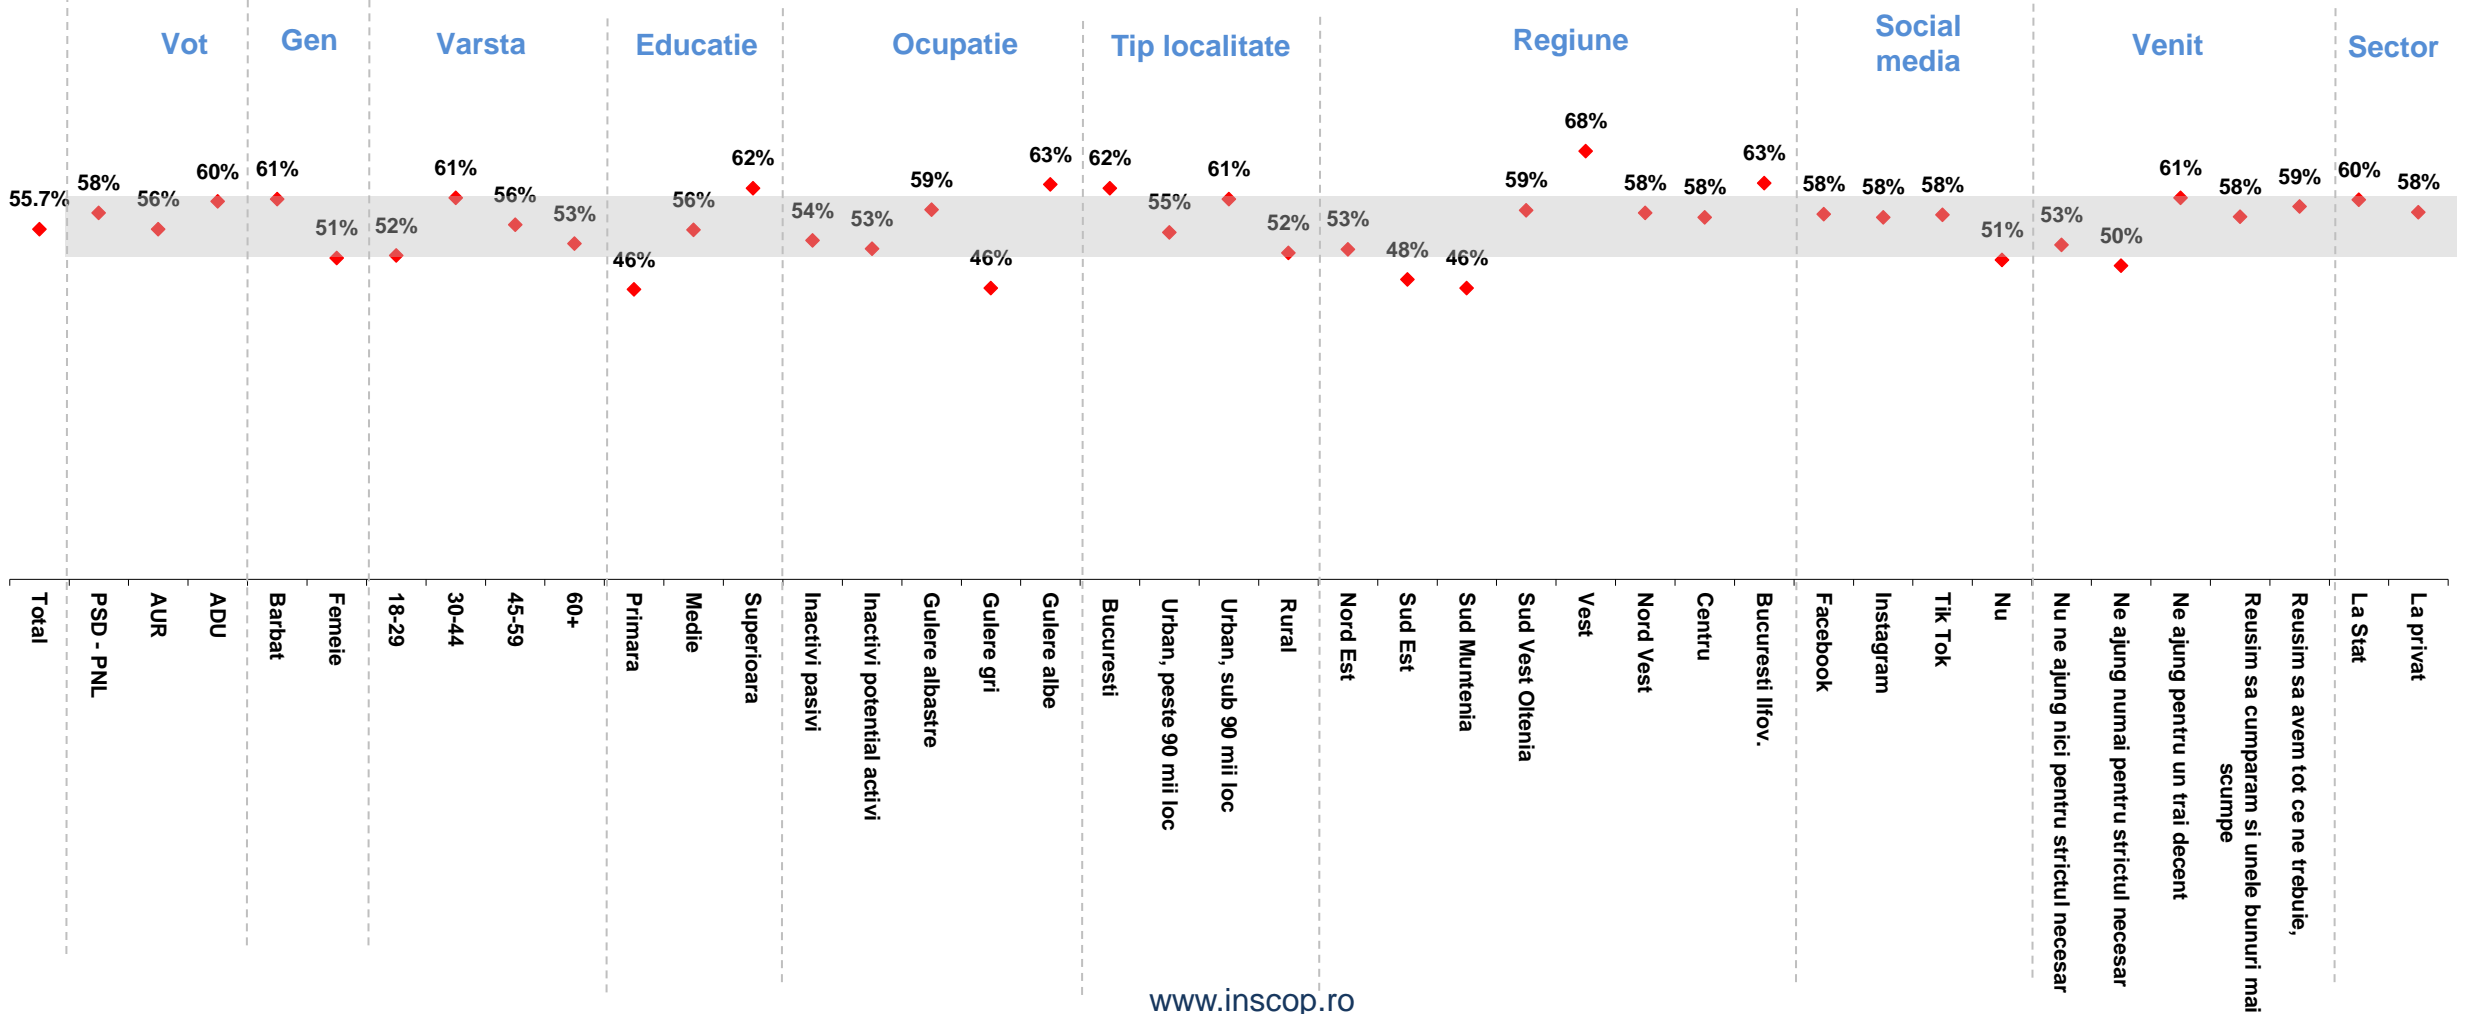 Vot
Gen
Varsta
Educatie
Ocupatie
Tip localitate
Regiune
Social
media
Venit
Sector
55.7%
58%
56%
60%
61%
51%
52%
61%
56%
53%
46%
56%
62%
54%
53%
59%
46%
63%
62%
55%
61%
52%
53%
48%
46%
59%
68%
58%
58%
63%
58%
58%
58%
51%
53%
50%
61%
58%
59%
60%
58%
Total
PSD - PNL
AUR
ADU
Barbat
Femeie
18-29
30-44
45-59
60+
Primara
Medie
Superioara
Inactivi pasivi
Inactivi potential activi
Gulere albastre
Gulere gri
Gulere albe
Bucuresti
Urban, peste 90 mii loc
Urban, sub 90 mii loc
Rural
Nord Est
Sud Est
Sud Muntenia
Sud Vest Oltenia
Vest
Nord Vest
Centru
Bucuresti Ilfov.
Facebook
Instagram
Tik Tok
Nu
Nu ne ajung nici pentru strictul necesar
Ne ajung numai pentru strictul necesar
Ne ajung pentru un trai decent
Reusim sa cumparam si unele bunuri mai
scumpe
Reusim sa avem tot ce ne trebuie,
La Stat
La privat
www.inscop.ro